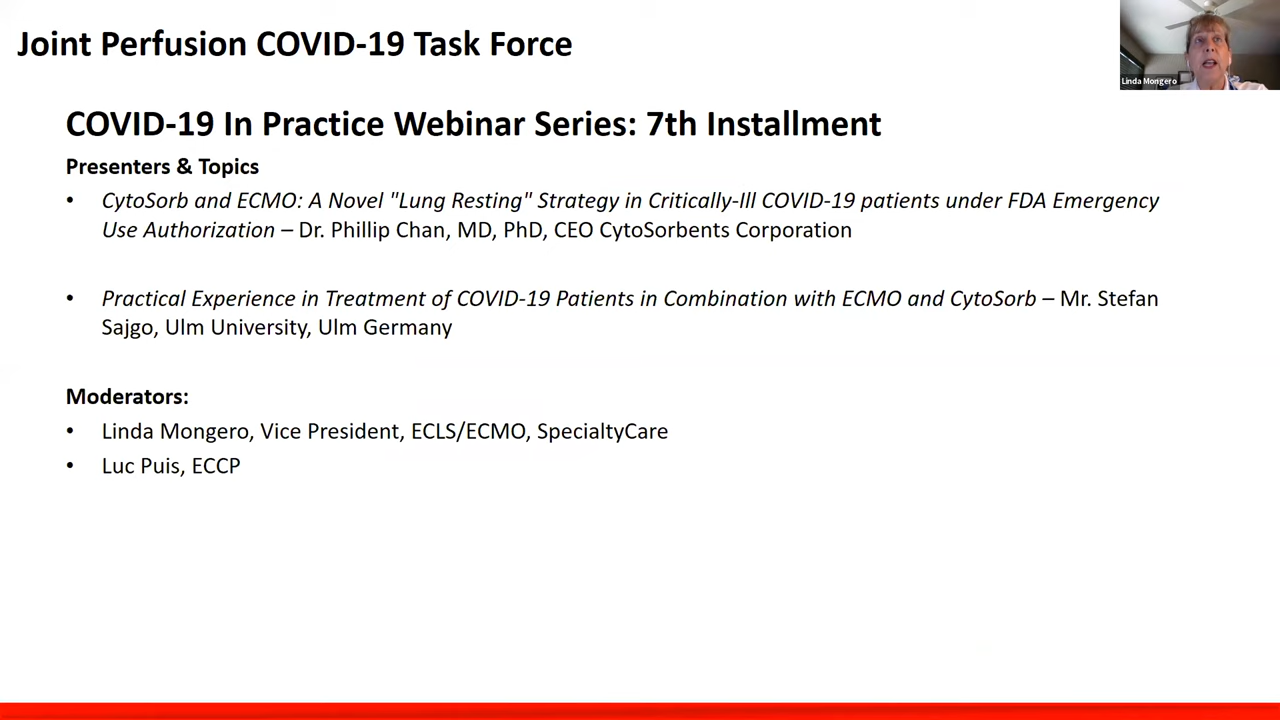 Joint Perfusion COVID-19 Task Force
Linda Mongero
COVID-19 In Practice Webinar Series: 7th Installment
Presenters & Topics
• CytoSorb and ECMO: A Novel "Lung Resting" Strategy in Critically-Ill COVID-19 patients under FDA Emergency
Use Authorization – Dr. Phillip Chan, MD, PhD, CEO CytoSorbents Corporation
• Practical Experience in Treatment of COVID-19 Patients in Combination with ECMO and CytoSorb – Mr. Stefan
Sajgo, Ulm University, Ulm Germany
Moderators:
• Linda Mongero, Vice President, ECLS/ECMO, SpecialtyCare
• Luc Puis, ECCP